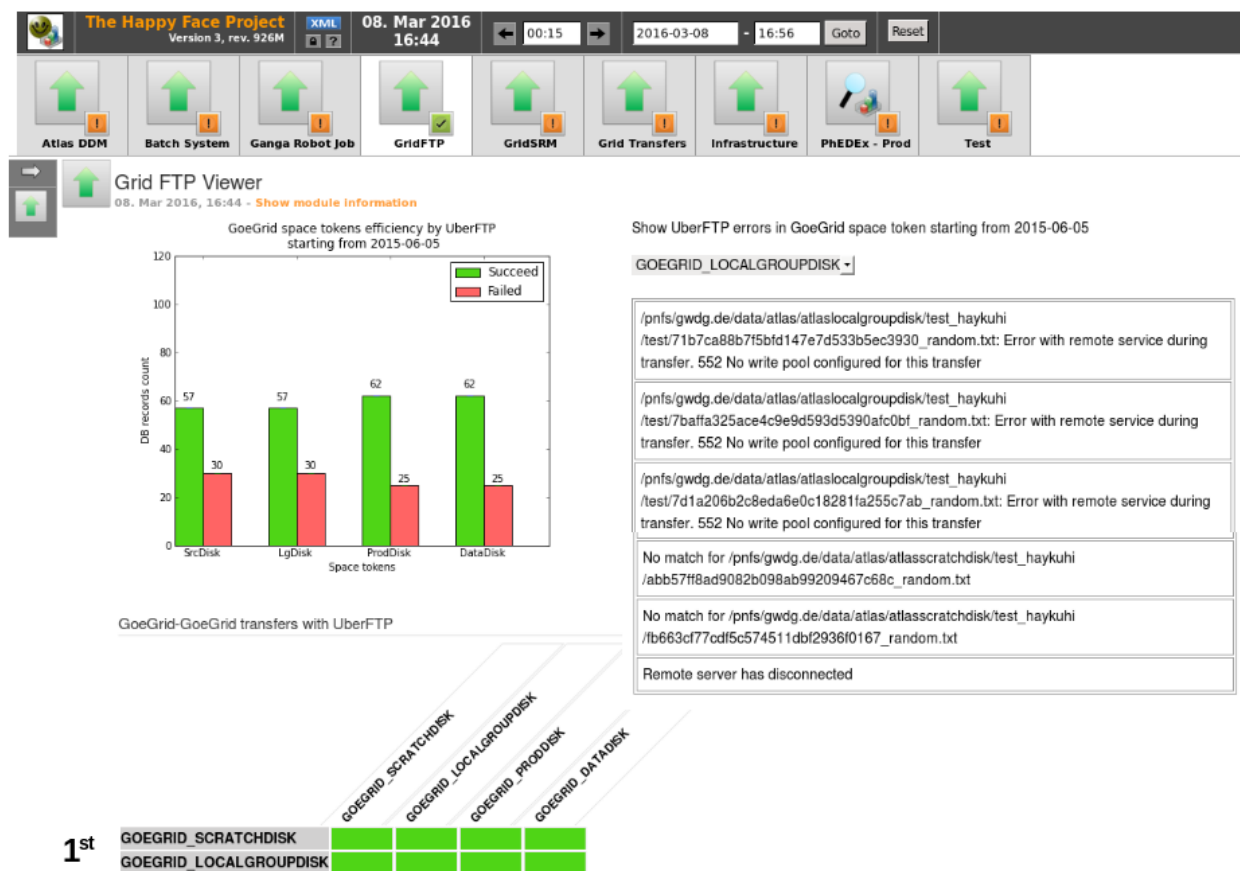 The Happy Face Project
Version 3, rev. 926M
XML
?
08. Mar 2016
16:44
00:15
2016-03-08 - 16:56 Goto Reset
Atlas DDM
Batch System
Ganga Robot Job
GridFTP
GridSRM
Grid Transfers
Infrastructure
PhEDEx - Prod
Test
Grid FTP Viewer
08. Mar 2016, 16:44 - Show module information
GoeGrid space tokens efficiency by UberFTP
starting from 2015-06-05
Succeed
Failed
120
100
80
60
40
20
0
DB records count
57
30
57
30
62
25
62
25
SrcDisk
LgDisk
ProdDisk
DataDisk
Space tokens
Show UberFTP errors in GoeGrid space token starting from 2015-06-05
GOEGRID_LOCALGROUPDISK
/pnfs/gwdg.de/data/atlas/atlaslocalgroupdisk/test_haykuhi
/test/71b7ca88b7f5bfd147e7d533b5ec3930_random.txt: Error with remote service during
transfer. 552 No write pool configured for this transfer
/pnfs/gwdg.de/data/atlas/atlaslocalgroupdisk/test_haykuhi
/test/7baffa325ace4c9e9d593d5390afc0bf_random.txt: Error with remote service during
transfer. 552 No write pool configured for this transfer
/pnfs/gwdg.de/data/atlas/atlaslocalgroupdisk/test_haykuhi
/test/7d1a206b2c8eda6e0c18281fa255c7ab_random.txt: Error with remote service during
transfer. 552 No write pool configured for this transfer
No match for /pnfs/gwdg.de/data/atlas/atlasscratchdisk/test_haykuhi
/abb57ff8ad9082b098ab99209467c68c_random.txt
No match for /pnfs/gwdg.de/data/atlas/atlasscratchdisk/test_haykuhi
/fb663cf77cdf5c574511dbf2936f0167_random.txt
Remote server has disconnected
GoeGrid-GoeGrid transfers with UberFTP
GOEGRID_SCRATCHDISK
GOEGRID_LOCALGROUPDISK
GOEGRID_PRODDISK
GOEGRID_DATADISK
1st
GOEGRID_SCRATCHDISK
GOEGRID_LOCALGROUPDISK